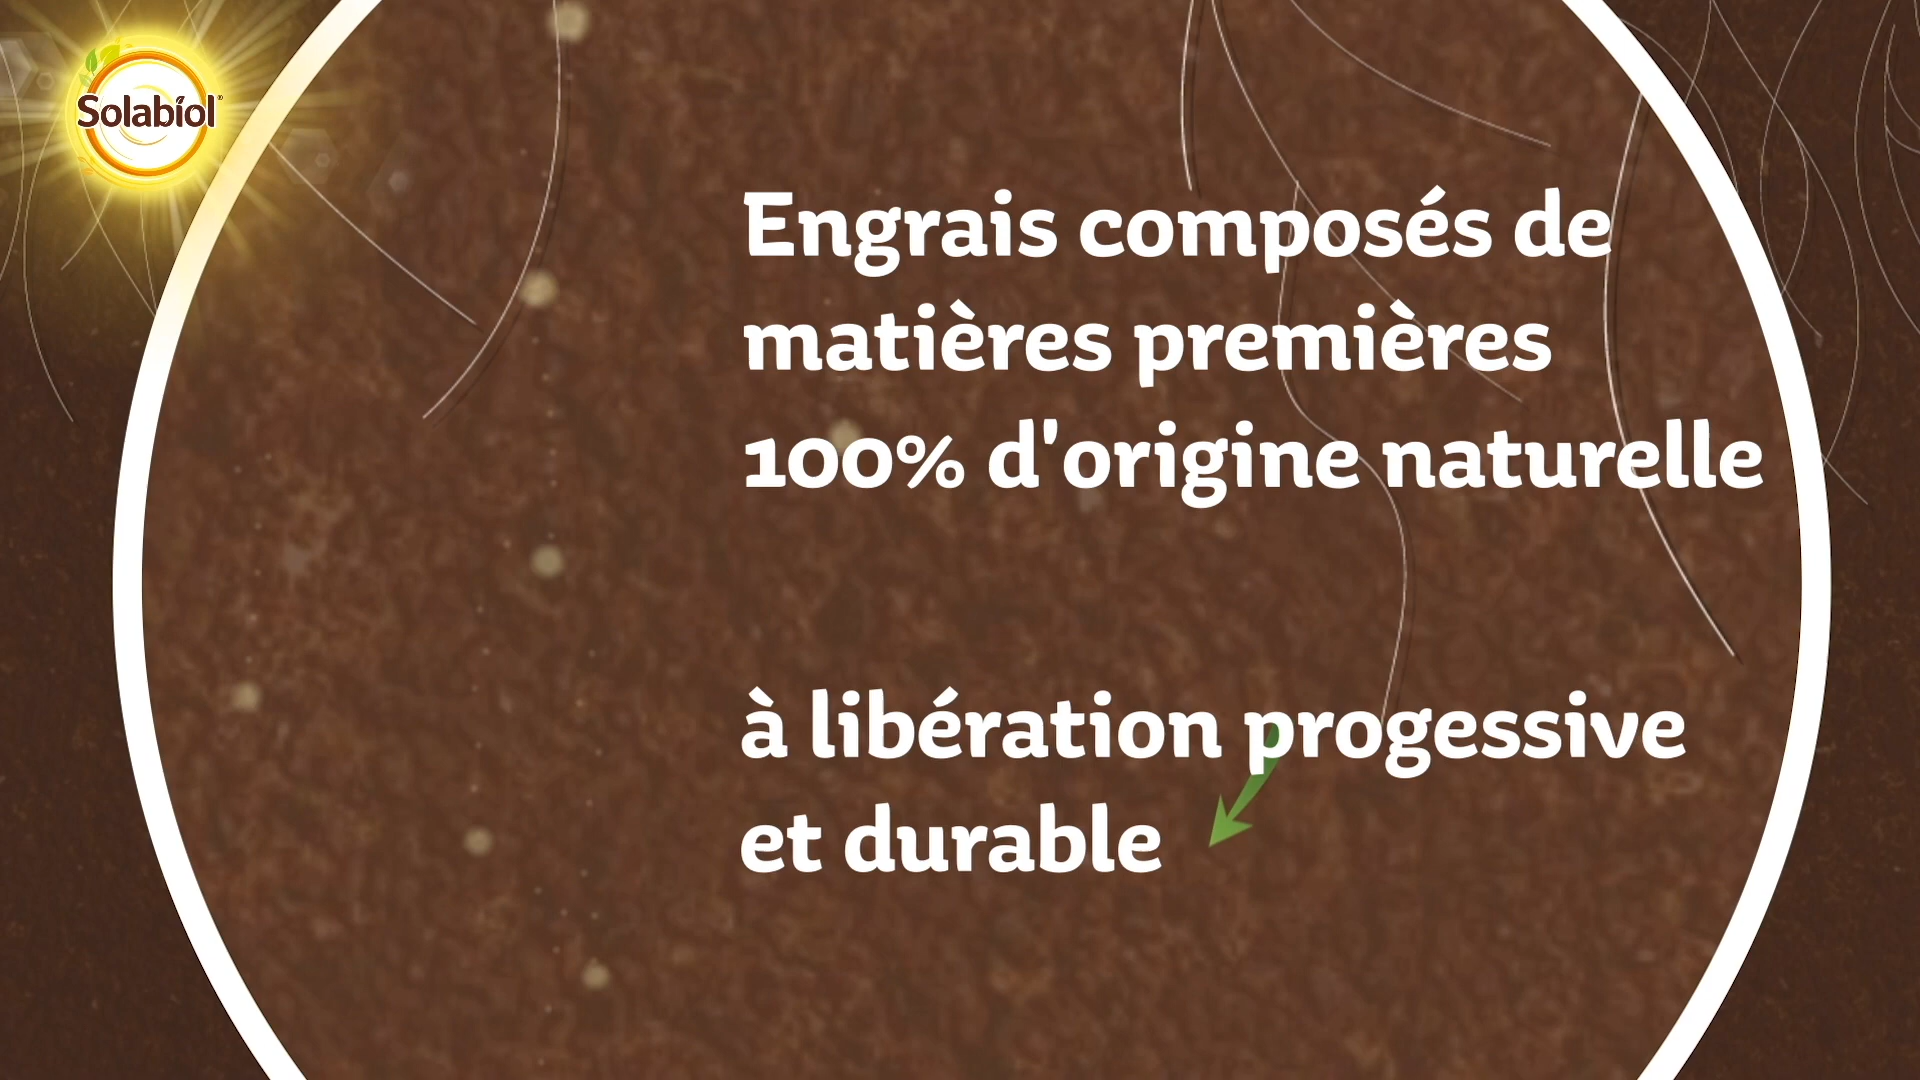 Solabiol
Engrais composés de
matières premières
100% d'origine naturelle
à libération progessive
et durable